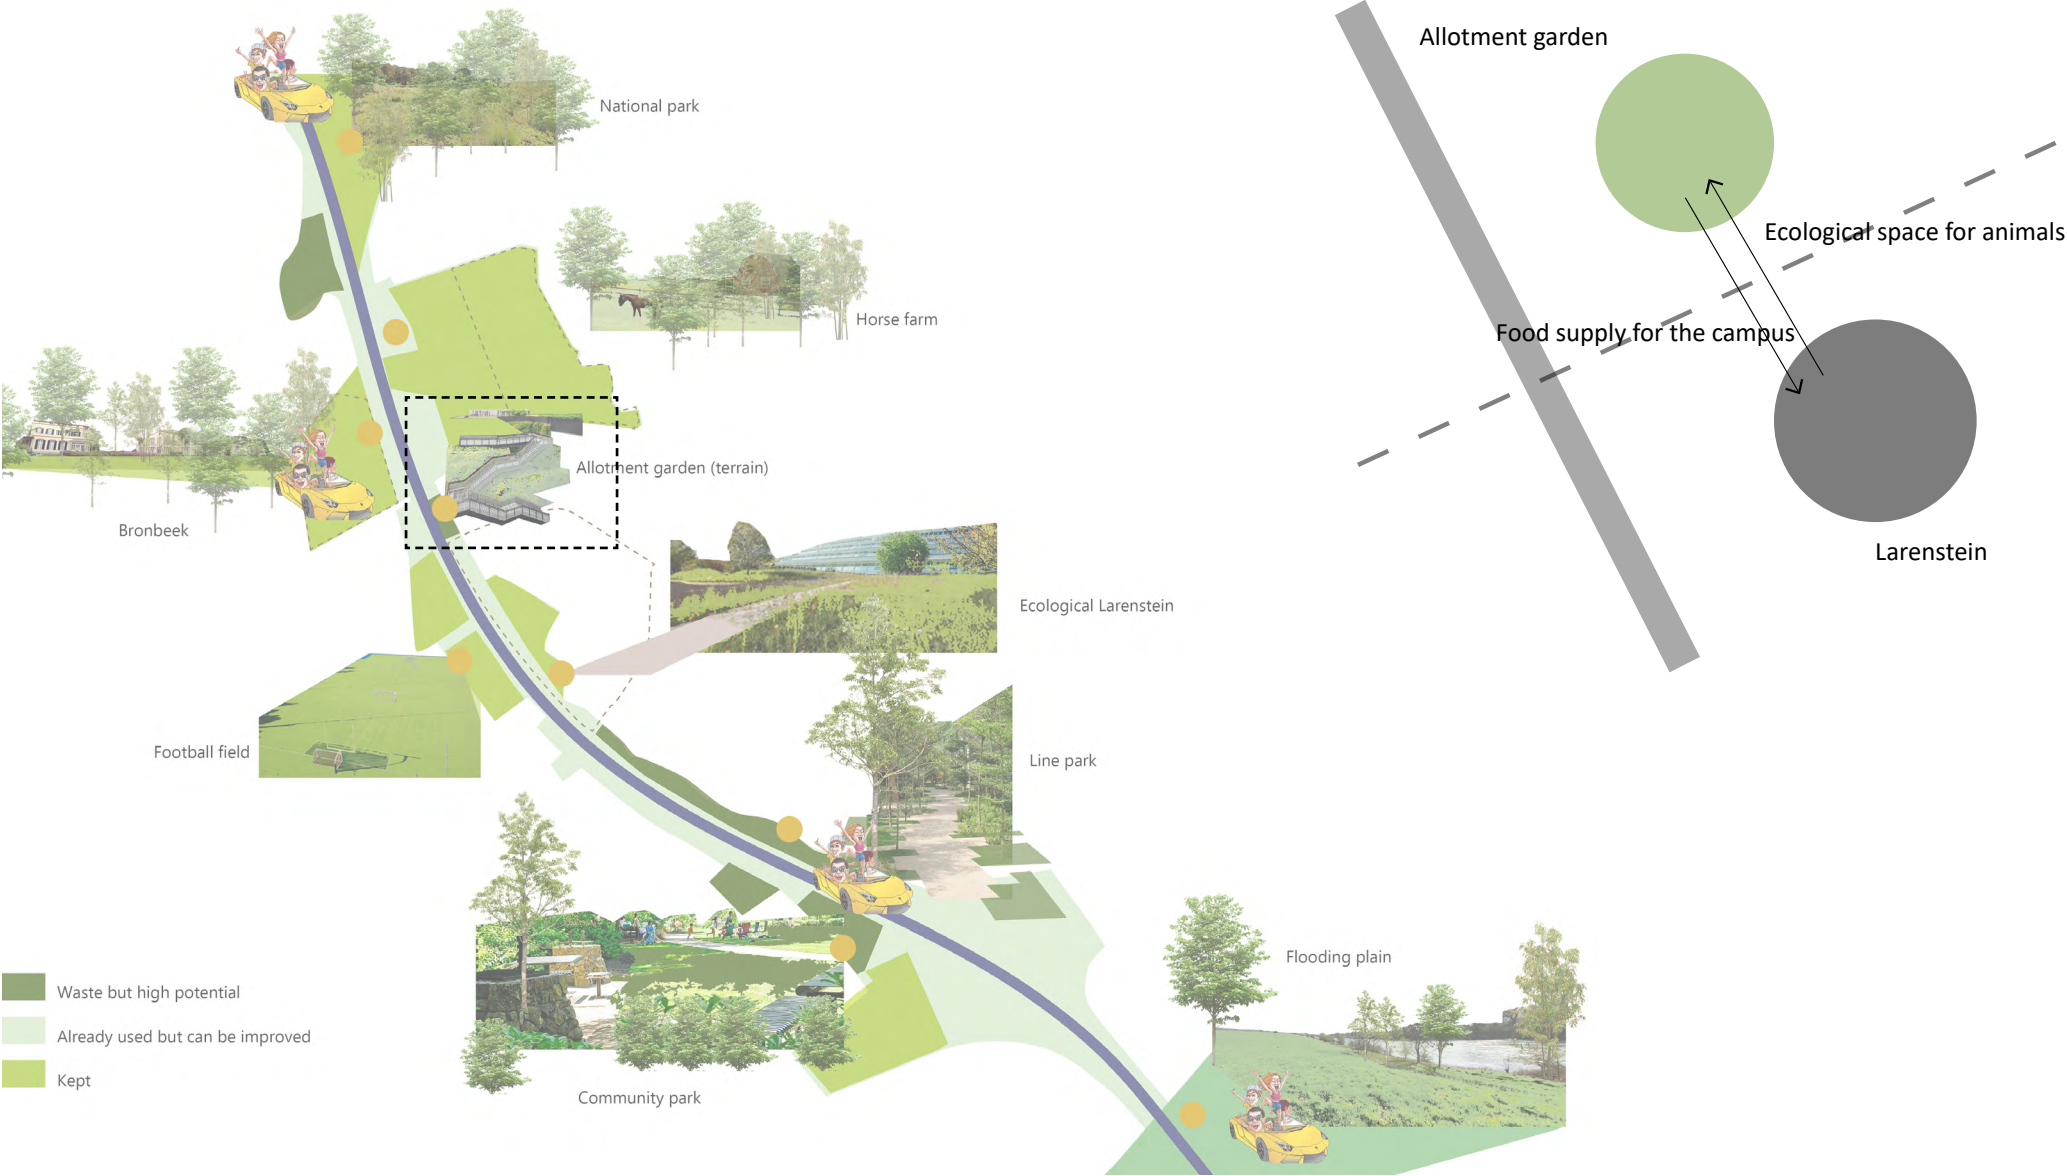 Allotment garden
National park
Ecological space for animals
Horse farm
Food supply for the campus
Allotment garden (terrain)
Bronbeek
Larenstein
Ecological Larenstein
Football field
Line park
Flooding plain
Waste but high potential
Already used but can be improved
Kept
Community park